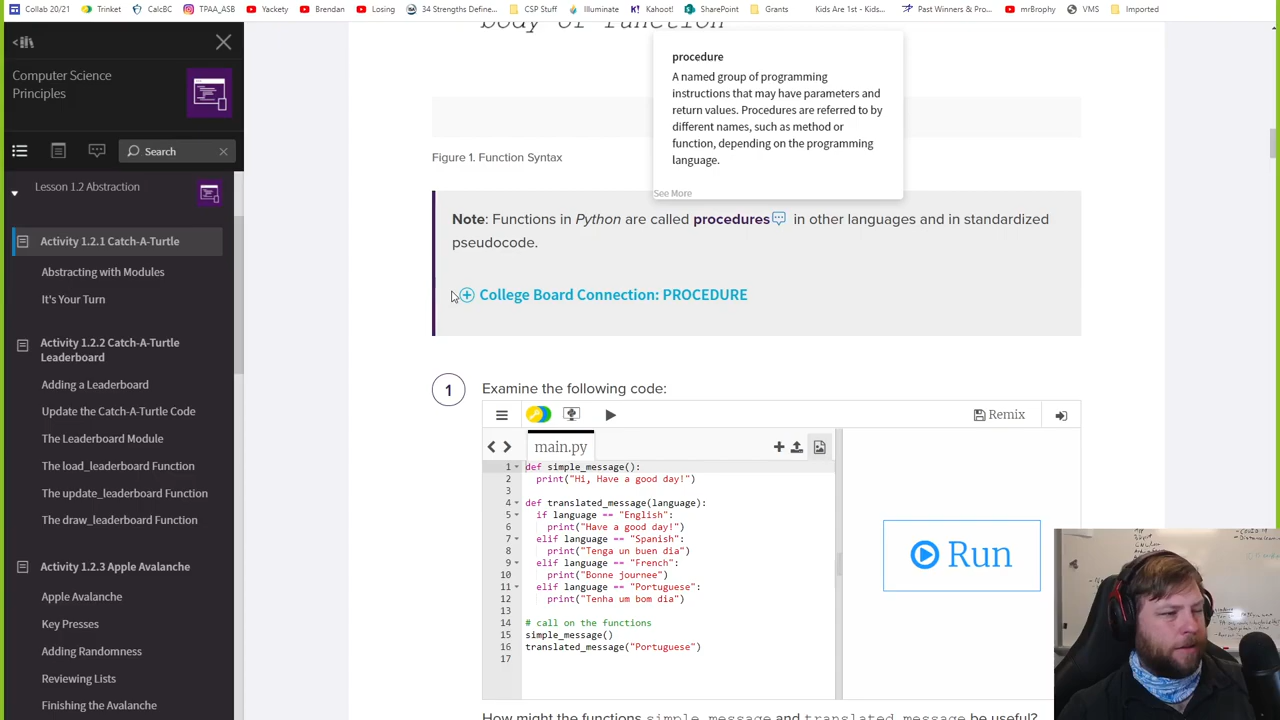 Collab 20/21 Trinket CalcBC TPAA_ASB Yackety Brendan Losing 34 Strengths Define... CSP Stuff Illuminate Kahoot! SharePoint Grants Kids Are 1st - Kids... Past Winners & Pro... mrBrophy VMS Imported
body of function
Computer Science
Principles
Search
Lesson 1.2 Abstraction
Activity 1.2.1 Catch-A-Turtle
Abstracting with Modules
It's Your Turn
Activity 1.2.2 Catch-A-Turtle
Leaderboard
Adding a Leaderboard
Update the Catch-A-Turtle Code
The Leaderboard Module
The load_leaderboard Function
The update_leaderboard Function
The draw_leaderboard Function
Activity 1.2.3 Apple Avalanche
Apple Avalanche
Key Presses
Adding Randomness
Reviewing Lists
Finishing the Avalanche
procedure
A named group of programming
instructions that may have parameters and
return values. Procedures are referred to by
different names, such as method or
function, depending on the programming
language.
See More
Figure 1. Function Syntax
Note: Functions in Python are called procedures in other languages and in standardized
pseudocode.
College Board Connection: PROCEDURE
1 Examine the following code:
Remix
main.py
1 def simple_message():
2 print("Hi, Have a good day!")
3
4 def translated_message(language):
5 if language == "English":
6 print("Have a good day!")
7 elif language == "Spanish":
8 print("Tenga un buen dia")
9 elif language == "French":
10 print("Bonne journee")
11 elif language == "Portuguese":
12 print("Tenha um bom dia")
13
14 # call on the functions
15 simple_message()
16 translated_message("Portuguese")
17
Run
How might the functions simple_message and translated_message be useful?